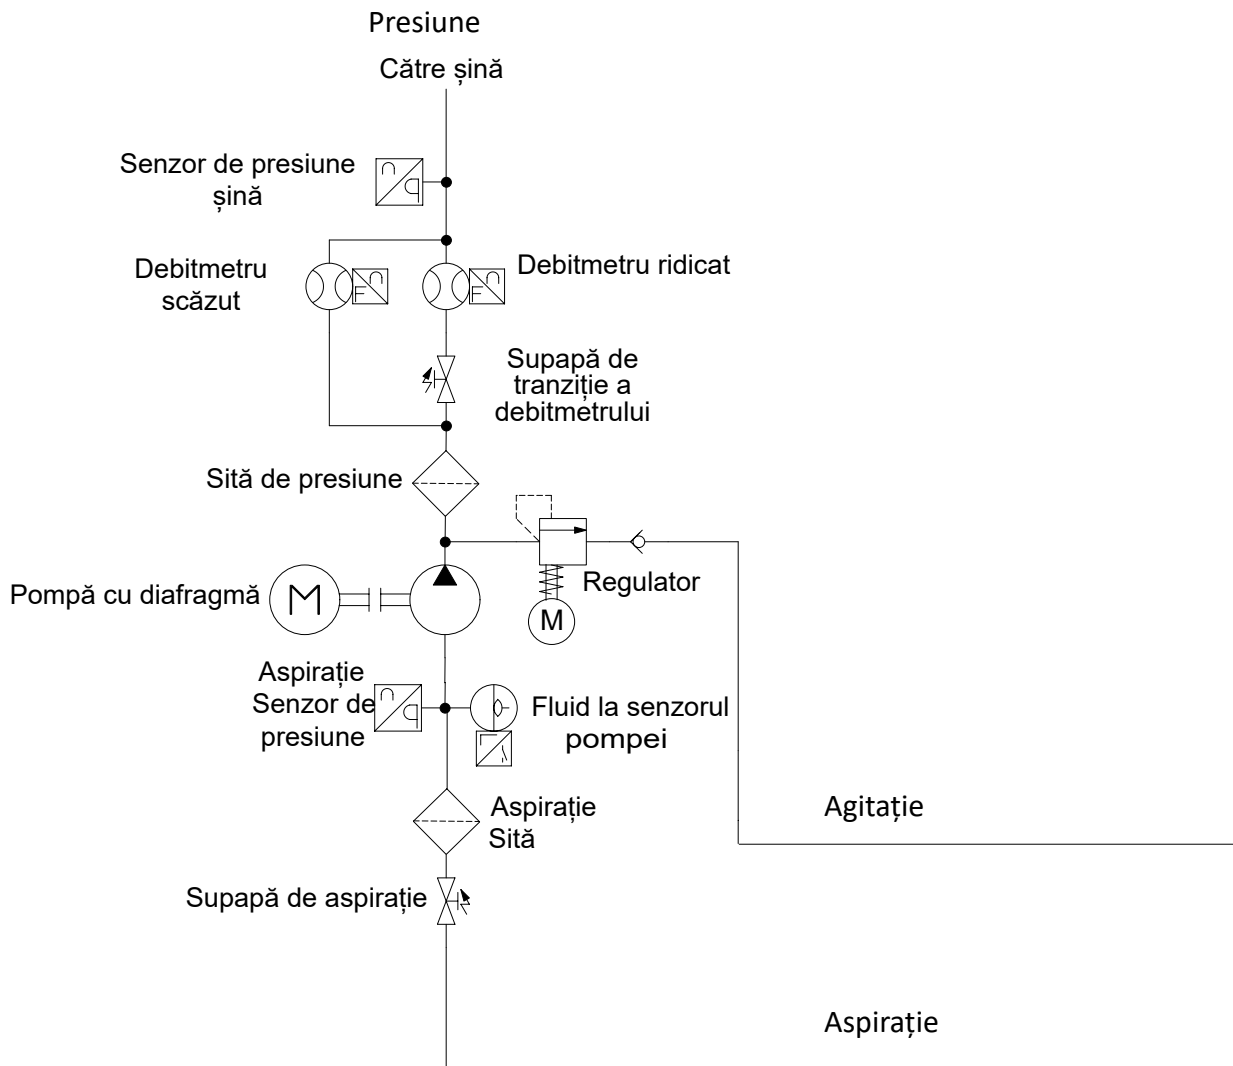 Presiune
Către șină
Senzor de presiune
șină
Debitmetru
scăzut
Debitmetru ridicat
F
F
Supapă de
tranziție a
debitmetrului
Sită de presiune
Regulator
M
Pompă cu diafragmă
M
Aspirație
Senzor de
presiune
Fluid la senzorul
pompei
Aspirație
Sită
Agitație
Supapă de aspirație
Aspirație